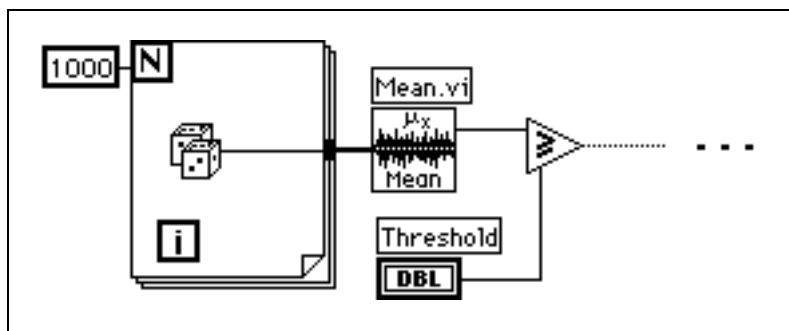 1000
N
Mean.vi
μx
Mean
≥
i
Threshold
DBL